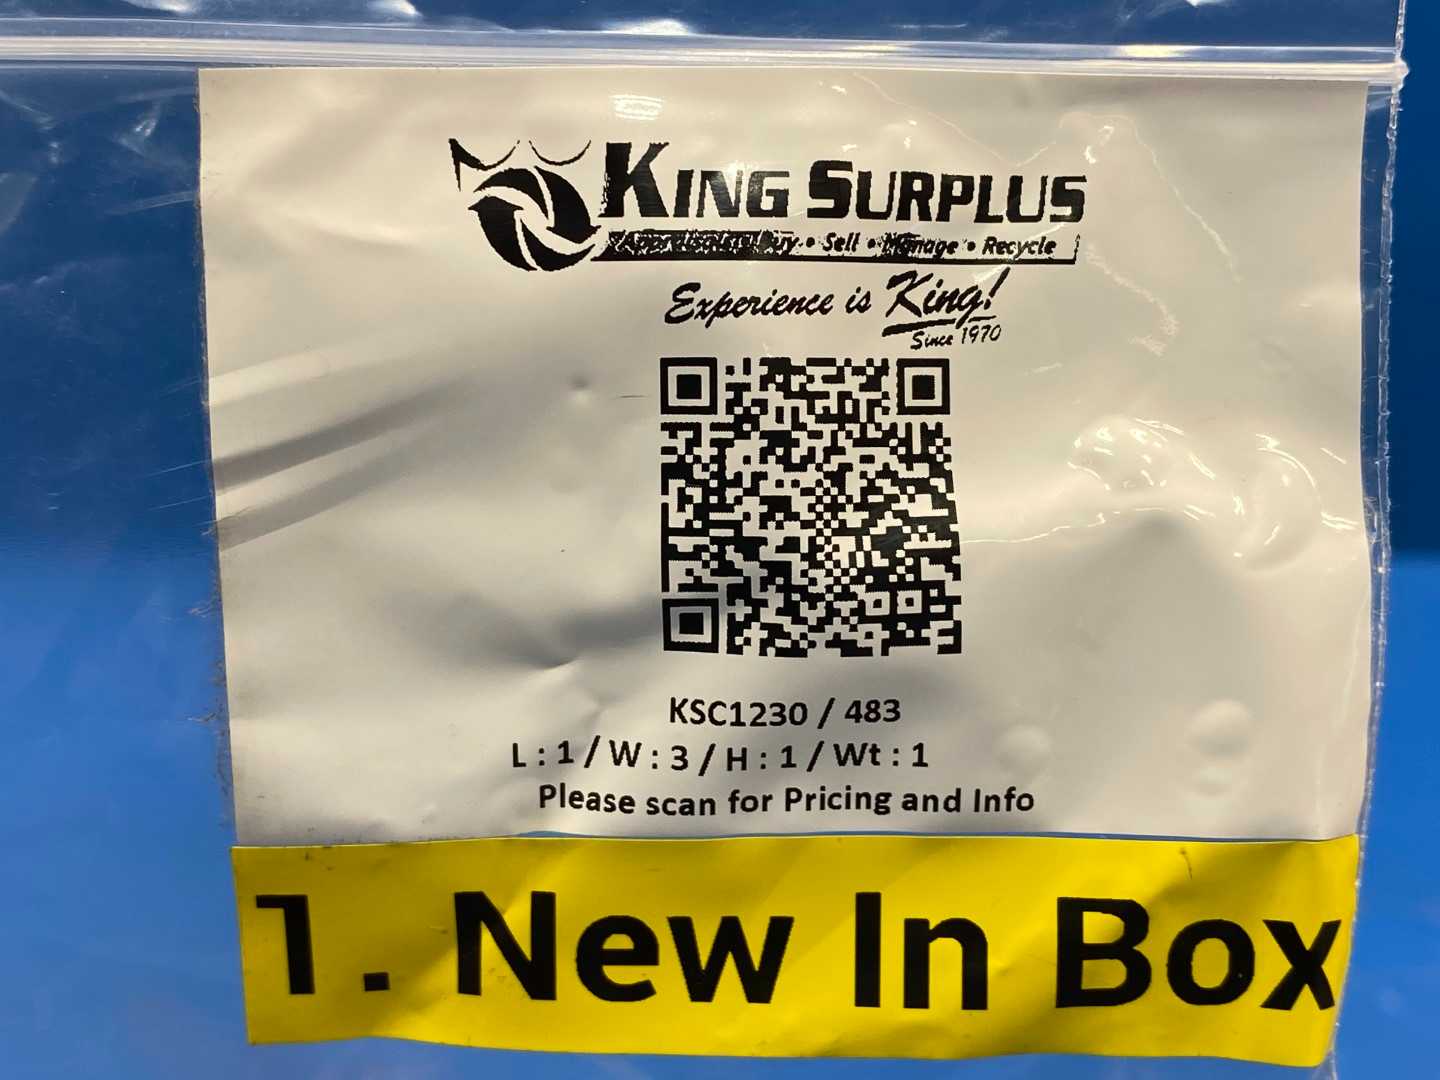 KING SURPLUS
Buy • Sell • Manage • Recycle
Experience is King!
Since 1970
KSC1230 / 483
L : 1 / W : 3 / H : 1 / Wt : 1
Please scan for Pricing and Info
1. New In Box